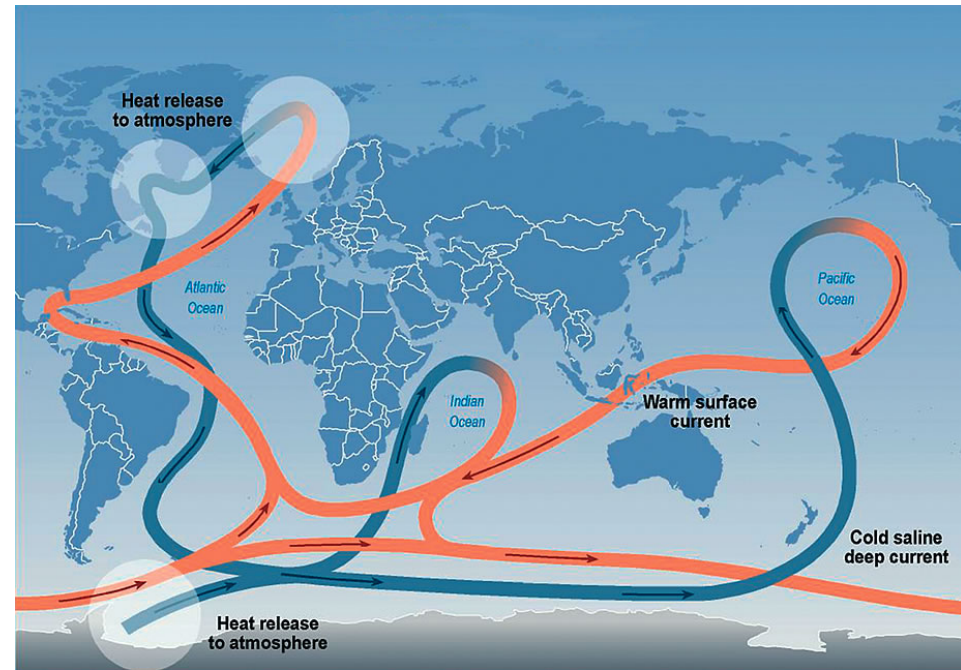 Heat release
to atmosphere
Atlantic
Ocean
Pacific
Ocean
Indian
Ocean
Warm surface
current
Cold saline
deep current
Heat release
to atmosphere